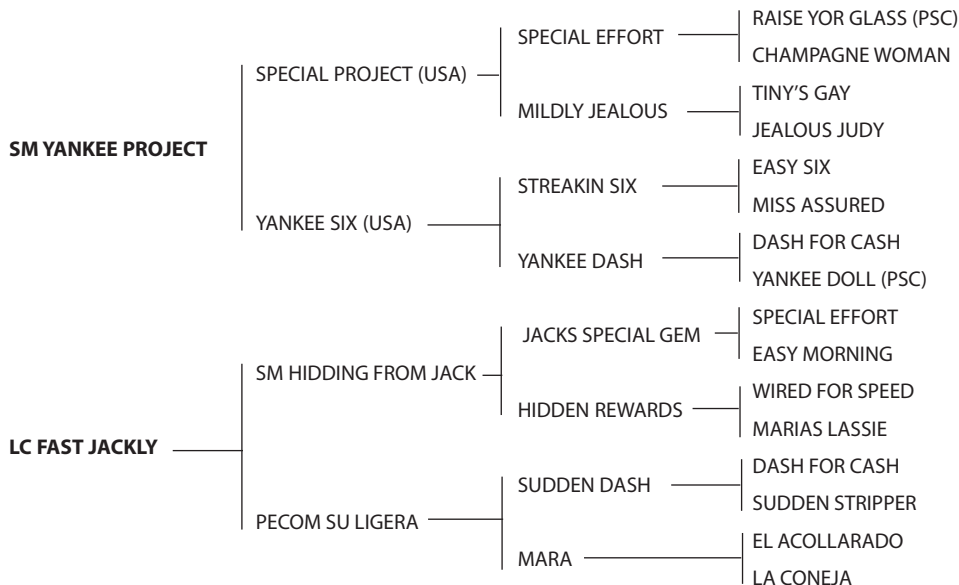 RAISE YOR GLASS (PSC)
SPECIAL EFFORT
CHAMPAGNE WOMAN
SPECIAL PROJECT (USA)
TINY'S GAY
MILDLY JEALOUS
JEALOUS JUDY
SM YANKEE PROJECT
EASY SIX
STREAKIN SIX
MISS ASSURED
YANKEE SIX (USA)
DASH FOR CASH
YANKEE DASH
YANKEE DOLL (PSC)
SPECIAL EFFORT
JACKS SPECIAL GEM
EASY MORNING
SM HIDDING FROM JACK
WIRED FOR SPEED
HIDDEN REWARDS
MARIAS LASSIE
LC FAST JACKLY
DASH FOR CASH
SUDDEN DASH
SUDDEN STRIPPER
PECOM SU LIGERA
EL ACOLLARADO
MARA
LA CONEJA